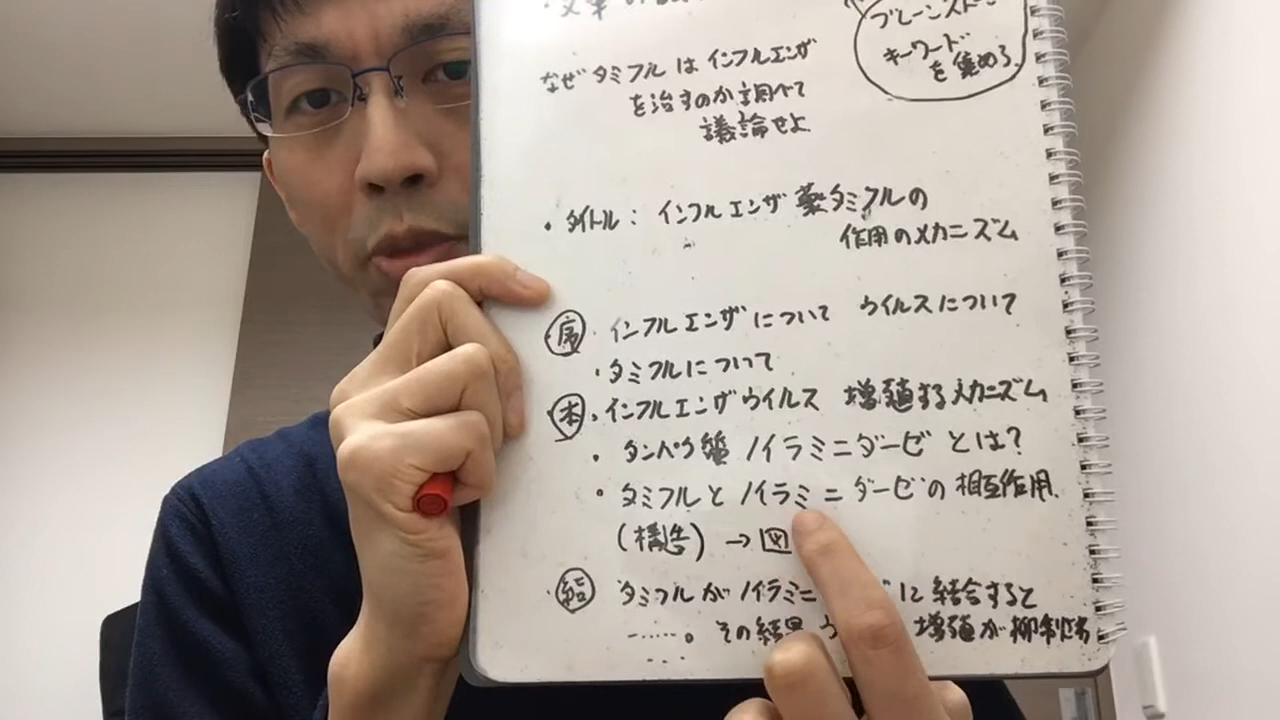 ・文章の
ブレーンストー
キーワード
を集める
なぜタミフルはインフルエンザ
を治すのか調べて
議論せよ
・タイトル：インフルエンザ薬タミフルの
作用のメカニズム
序・インフルエンザについて ウイルスについて
・タミフルについて
本・インフルエンザウイルス 増殖するメカニズム
・タンパク質ノイラミニダーゼとは？
・タミフルとノイラミニダーゼの相互作用
(構造)→図
結 タミフルがノイラミニ に結合すると
……。その結果 増殖が抑制
…